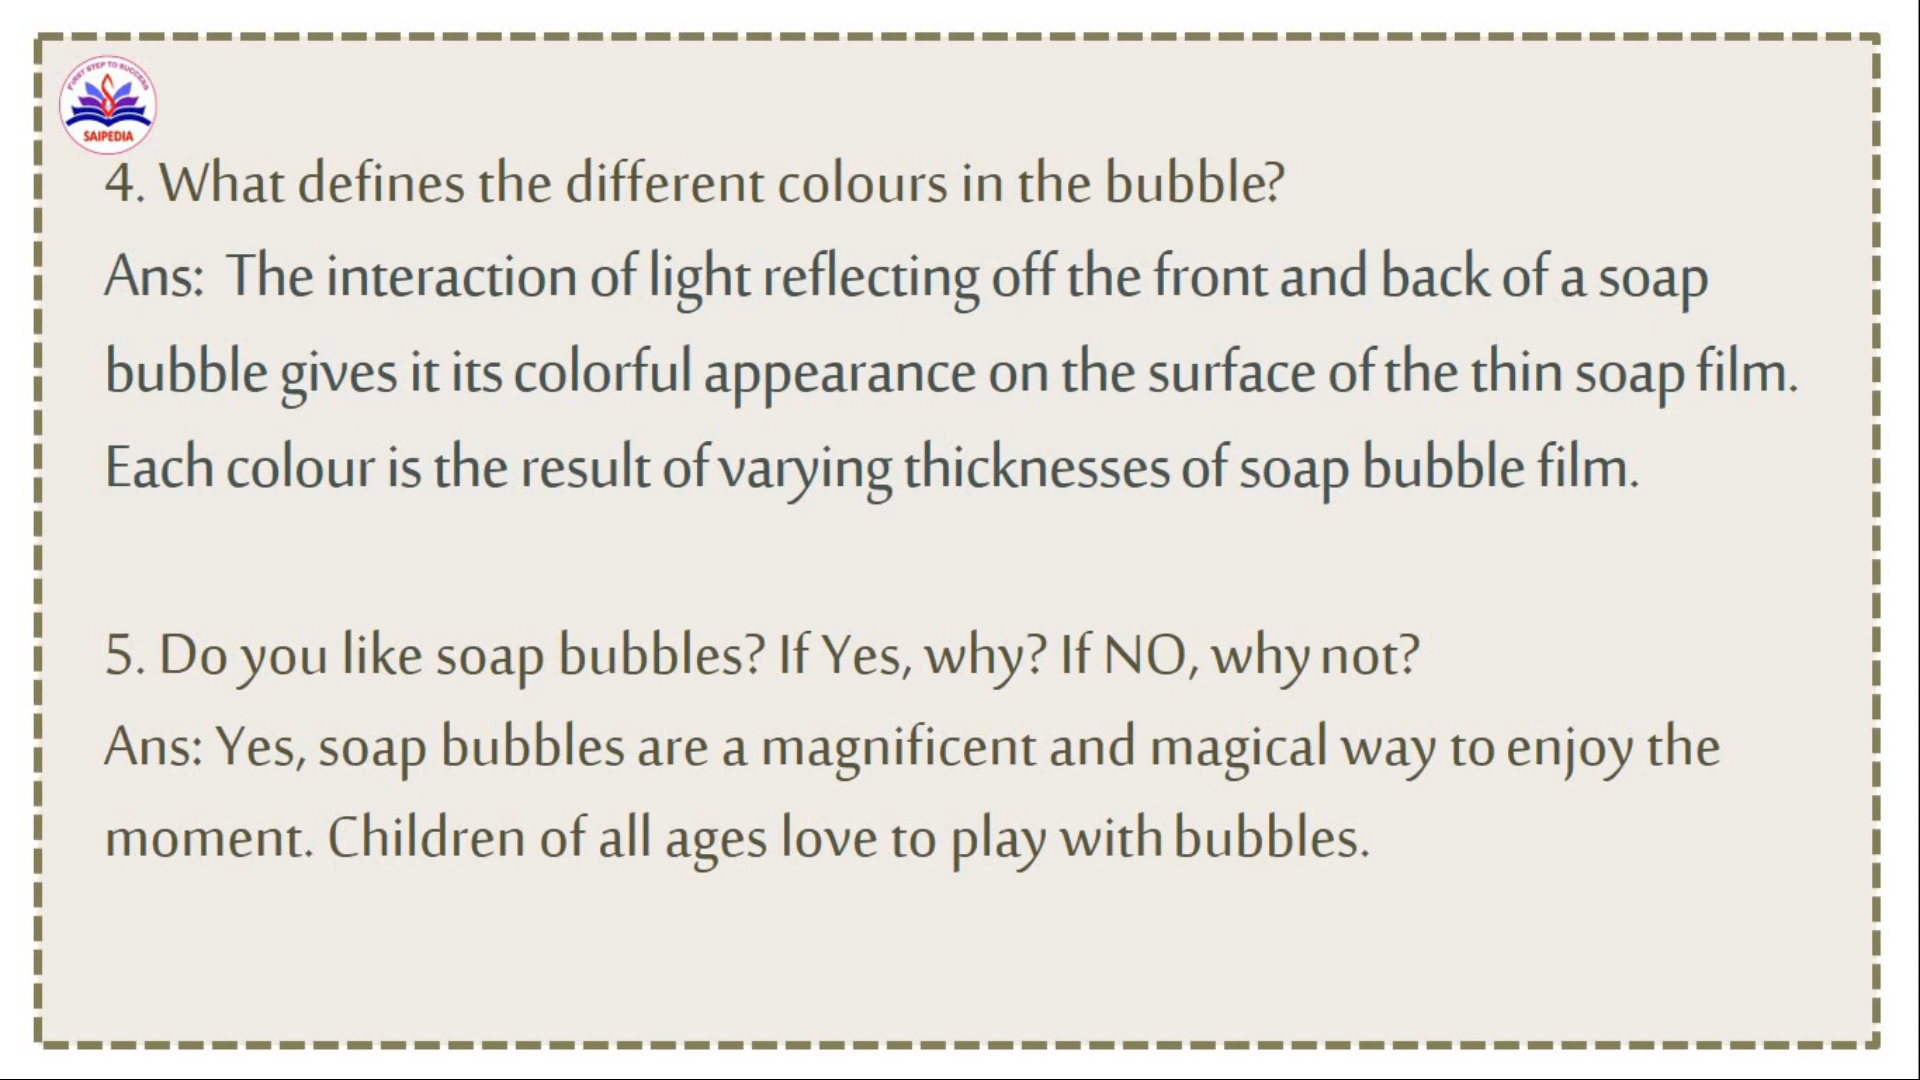 FIRST STEP TO SUCCESS
SAIPEDIA
4. What defines the different colours in the bubble?
Ans: The interaction of light reflecting off the front and back of a soap
bubble gives it its colorful appearance on the surface of the thin soap film.
Each colour is the result of varying thicknesses of soap bubble film.
5. Do you like soap bubbles? If Yes, why? If NO, why not?
Ans: Yes, soap bubbles are a magnificent and magical way to enjoy the
moment. Children of all ages love to play with bubbles.